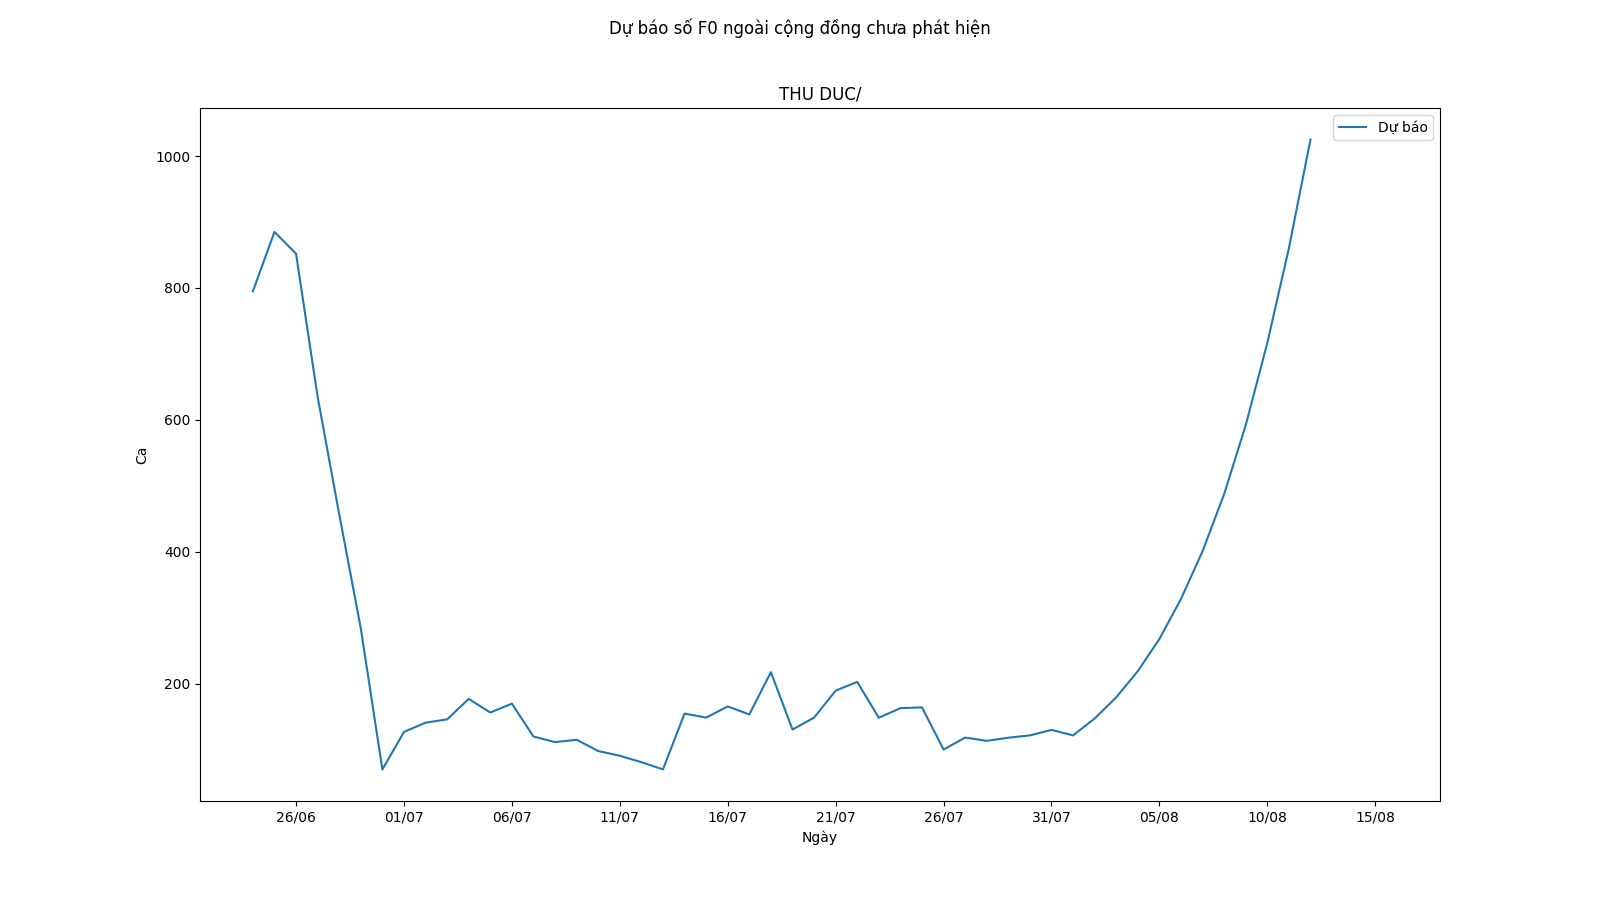 Dự báo số F0 ngoài cộng đồng chưa phát hiện
THU DUC/
Dự báo
1000
800
600
400
200
Ca
26/06 01/07 06/07 11/07 16/07 21/07 26/07 31/07 05/08 10/08 15/08
Ngày